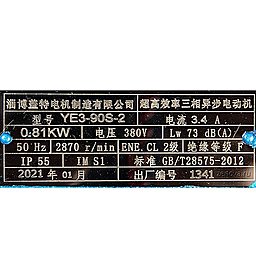 淄博蓝特电机制造有限公司 超高效率三相异步电动机
型号 YE3-90S-2 电流 3.4 A
0.81KW 电压 380V Lw 73 dB(A)
50 Hz 2870 r/min ENE.CL 2级 绝缘等级 F
IP 55 IM S1 标准 GB/T28575-2012
2021 年 01 月 出厂编号 1341